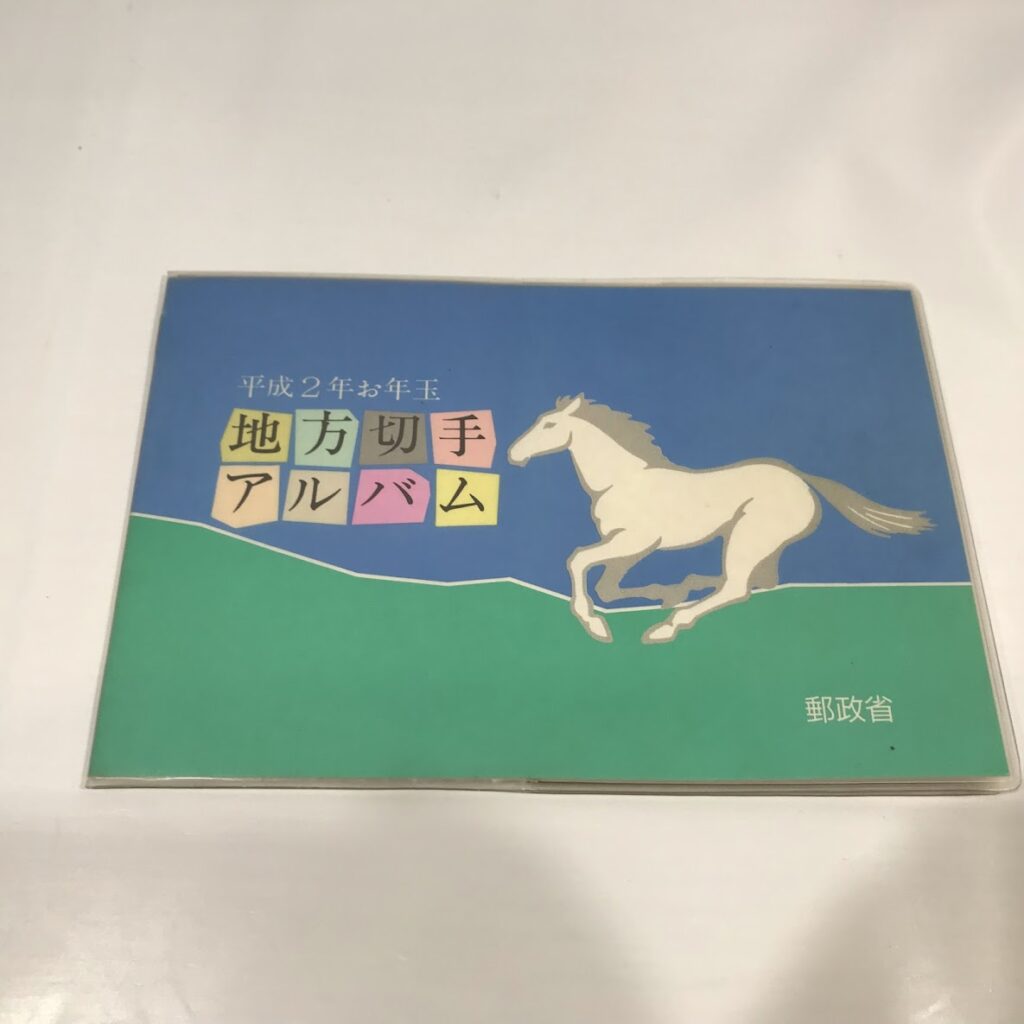 平成2年お年玉
地方切手
アルバム
郵政省